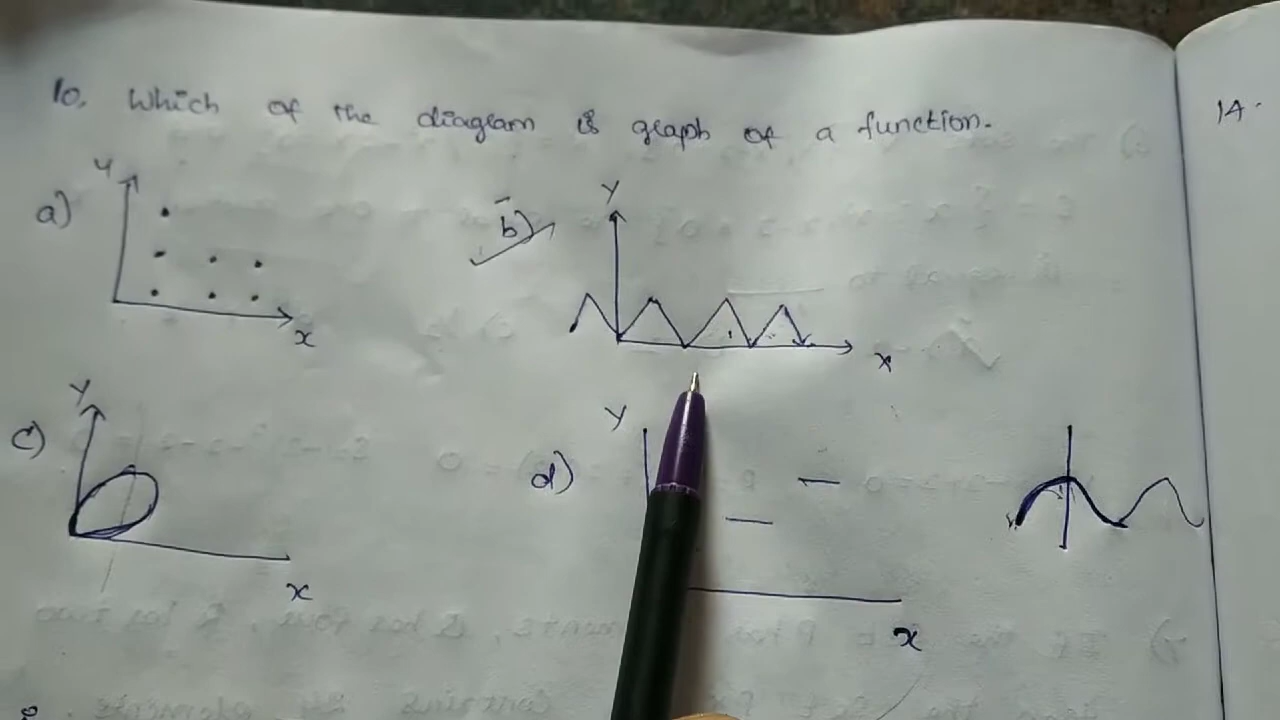 10. Which of the diagram is graph of a function.
14.
a)
y
x
b)
y
x
c)
y
x
d)
y
x